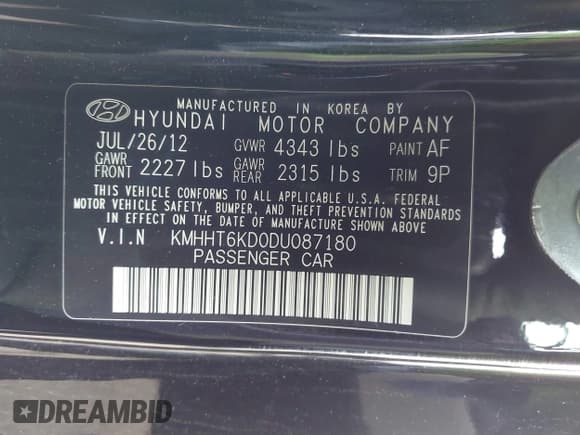 MANUFACTURED IN KOREA BY
HYUNDAI MOTOR COMPANY
JUL/26/12 GVWR 4343 lbs PAINT AF
GAWR FRONT 2227 lbs GAWR REAR 2315 lbs TRIM 9P
THIS VEHICLE CONFORMS TO ALL APPLICABLE U.S.A. FEDERAL
MOTOR VEHICLE SAFETY, BUMPER, AND THEFT PREVENTION STANDARDS
IN EFFECT ON THE DATE OF MANUFACTURE SHOWN ABOVE
V.I.N KMHHT6KD0DU087180
PASSENGER CAR
DREAMBID